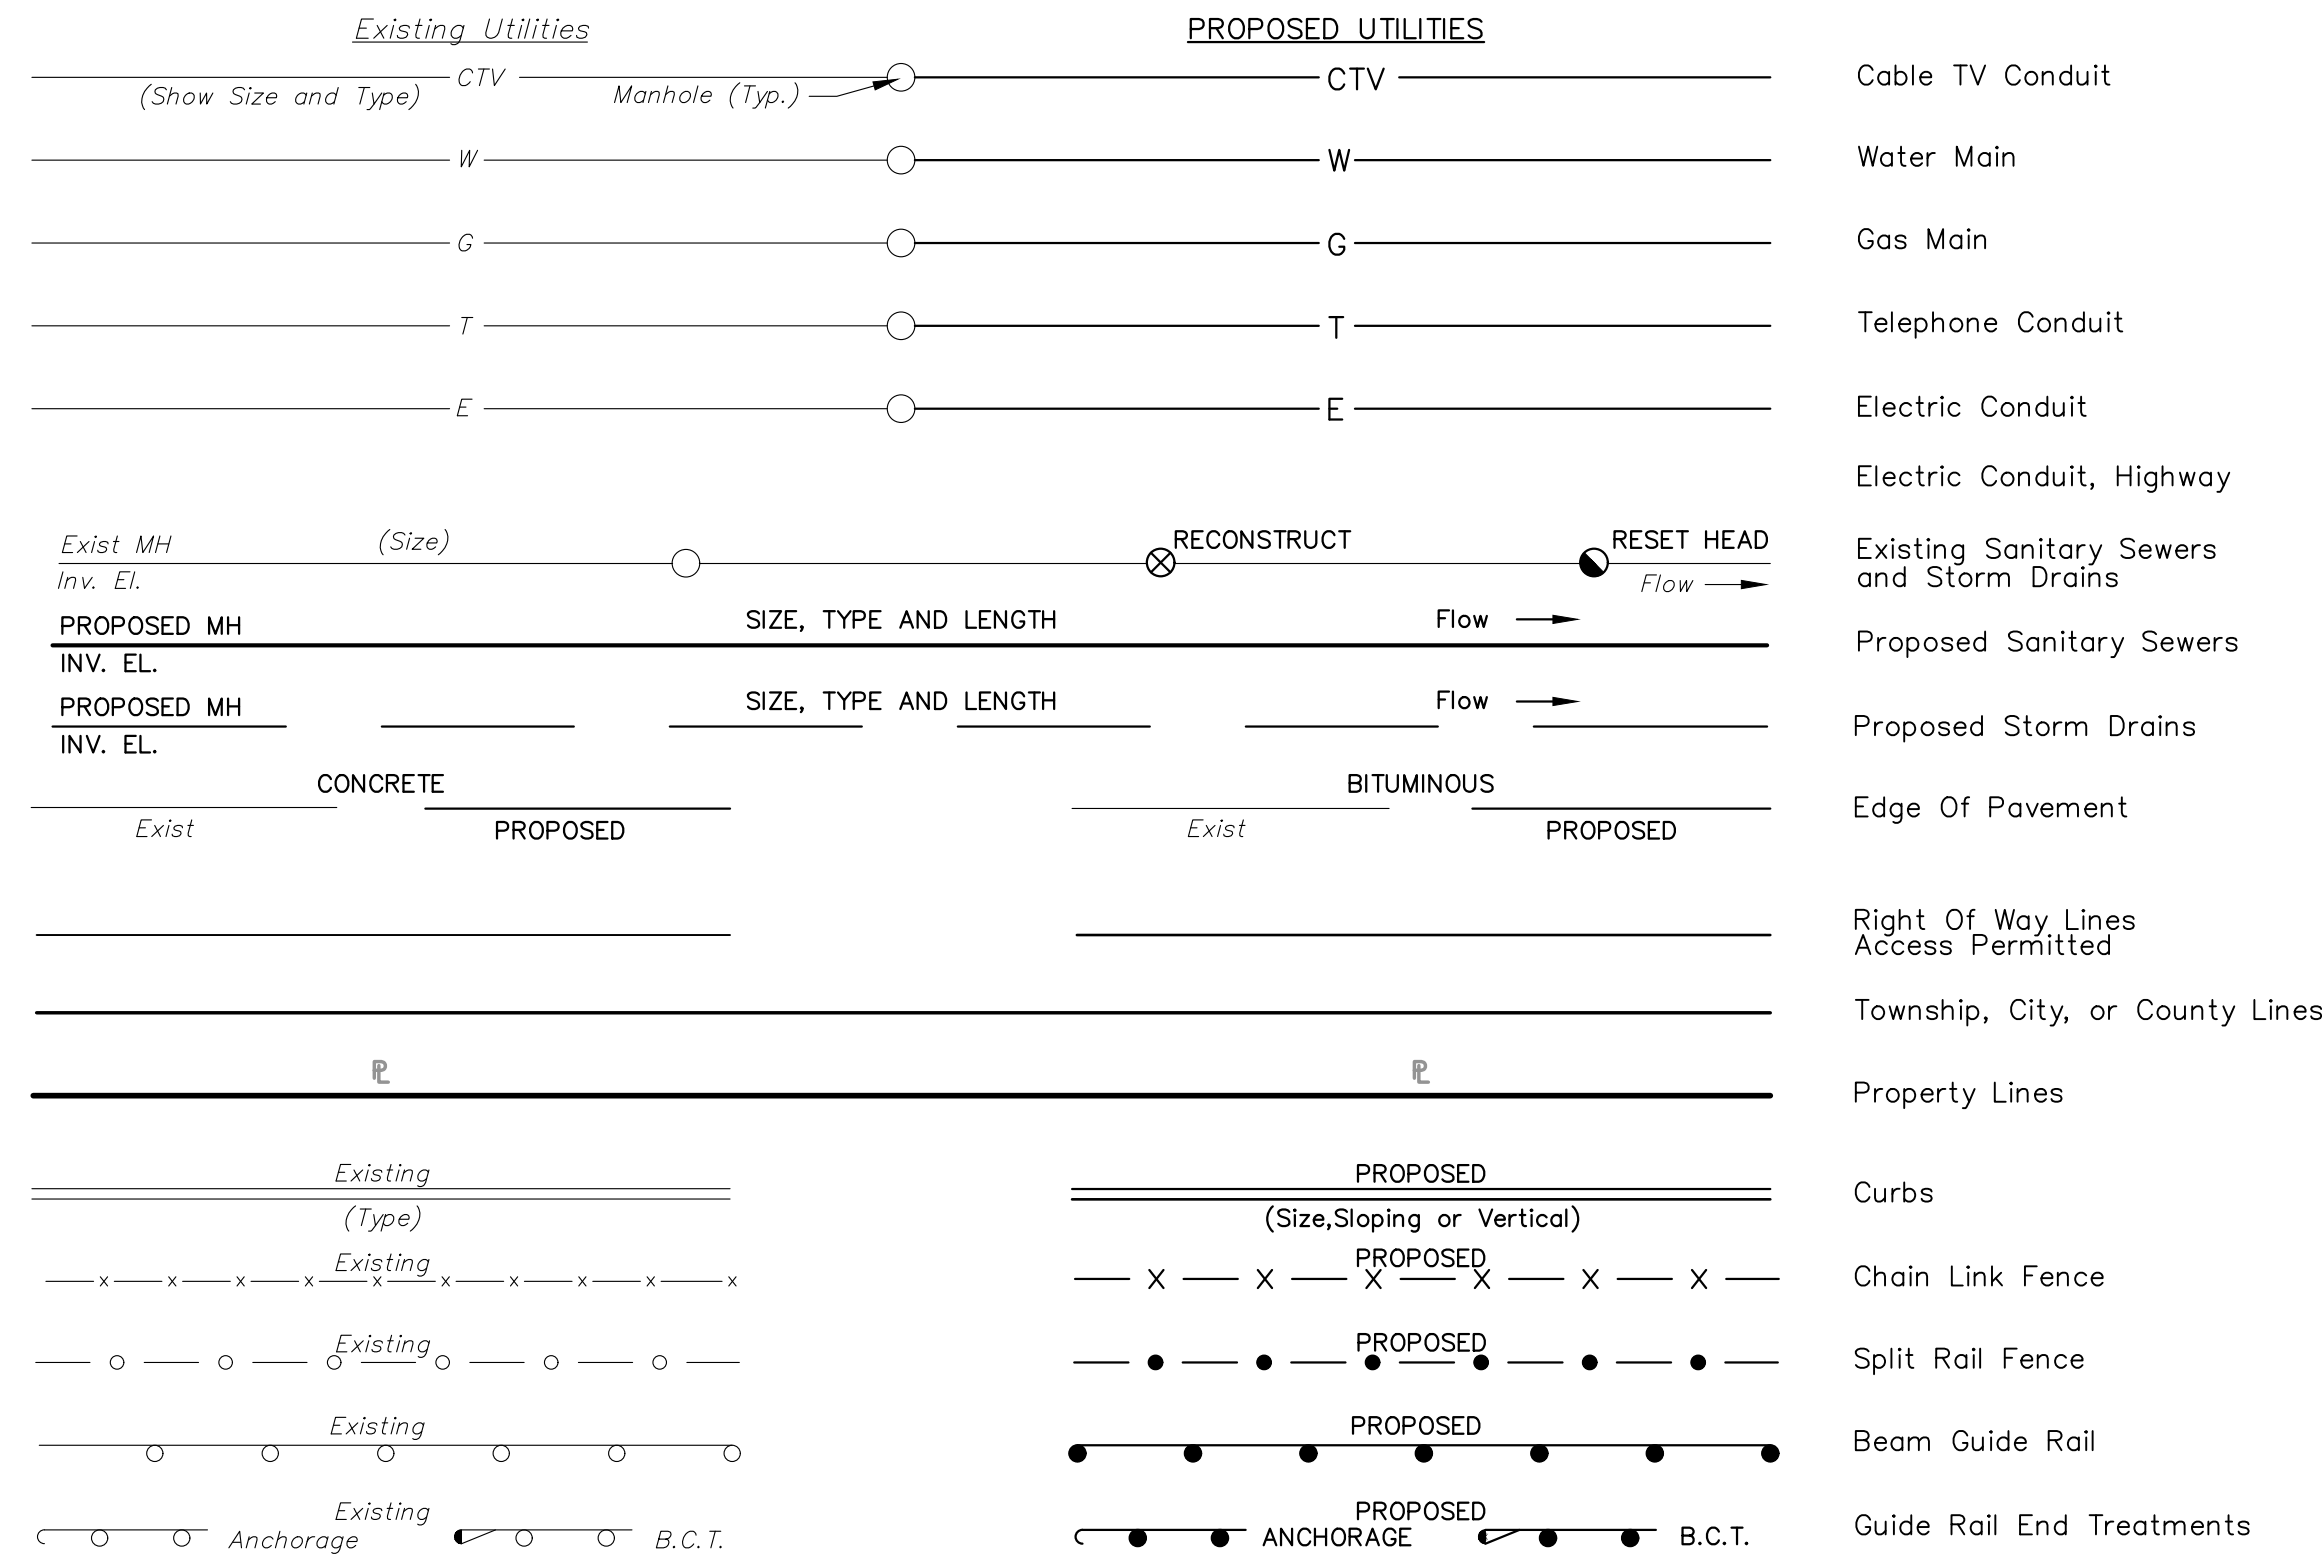 Existing Utilities PROPOSED UTILITIES
CTV CTV Cable TV Conduit
(Show Size and Type) Manhole (Typ.)
W W Water Main
G G Gas Main
T T Telephone Conduit
E E Electric Conduit
Electric Conduit, Highway
Exist MH (Size) RECONSTRUCT RESET HEAD Existing Sanitary Sewers
Inv. El. Flow and Storm Drains
PROPOSED MH SIZE, TYPE AND LENGTH Flow Proposed Sanitary Sewers
INV. EL.
PROPOSED MH SIZE, TYPE AND LENGTH Flow Proposed Storm Drains
INV. EL.
CONCRETE BITUMINOUS Edge Of Pavement
Exist PROPOSED Exist PROPOSED
Right Of Way Lines
Access Permitted
Township, City, or County Lines
PL PL
Property Lines
Existing PROPOSED Curbs
(Type) (Size,Sloping or Vertical)
Existing PROPOSED Chain Link Fence
x x x x x x x x x x X X X X X X
Existing PROPOSED Split Rail Fence
Existing PROPOSED Beam Guide Rail
Existing PROPOSED Guide Rail End Treatments
Anchorage B.C.T. ANCHORAGE B.C.T.